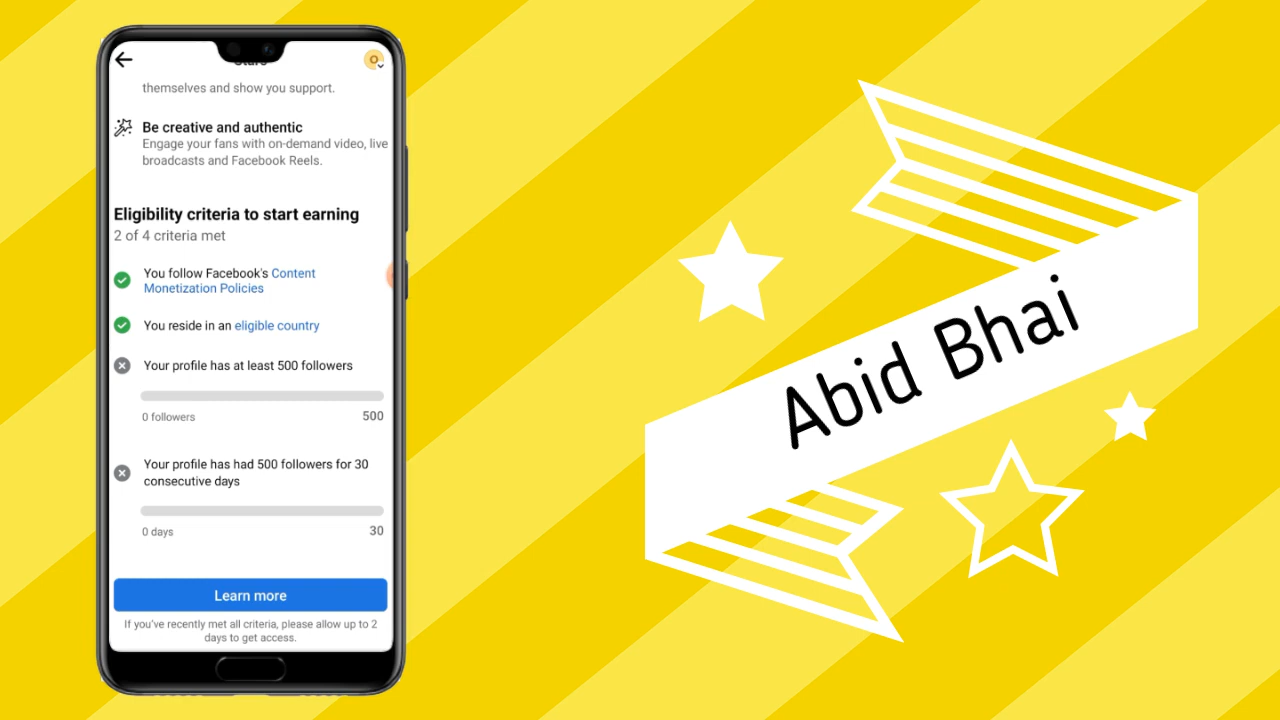 Stars
themselves and show you support.
Be creative and authentic
Engage your fans with on-demand video, live
broadcasts and Facebook Reels.
Eligibility criteria to start earning
2 of 4 criteria met
You follow Facebook's Content
Monetization Policies
You reside in an eligible country
Your profile has at least 500 followers
0 followers 500
Your profile has had 500 followers for 30
consecutive days
0 days 30
Learn more
If you've recently met all criteria, please allow up to 2
days to get access.
Abid Bhai